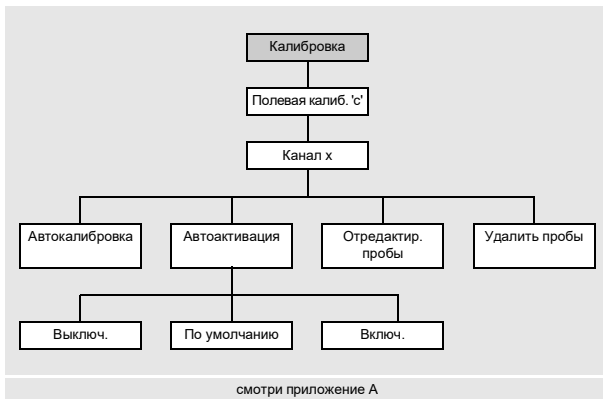 Калибровка
Полевая калиб. 'c'
Канал x
Автокалибровка
Автоактивация
Отредактир.
пробы
Удалить пробы
Выключ.
По умолчанию
Включ.
смотри приложение А